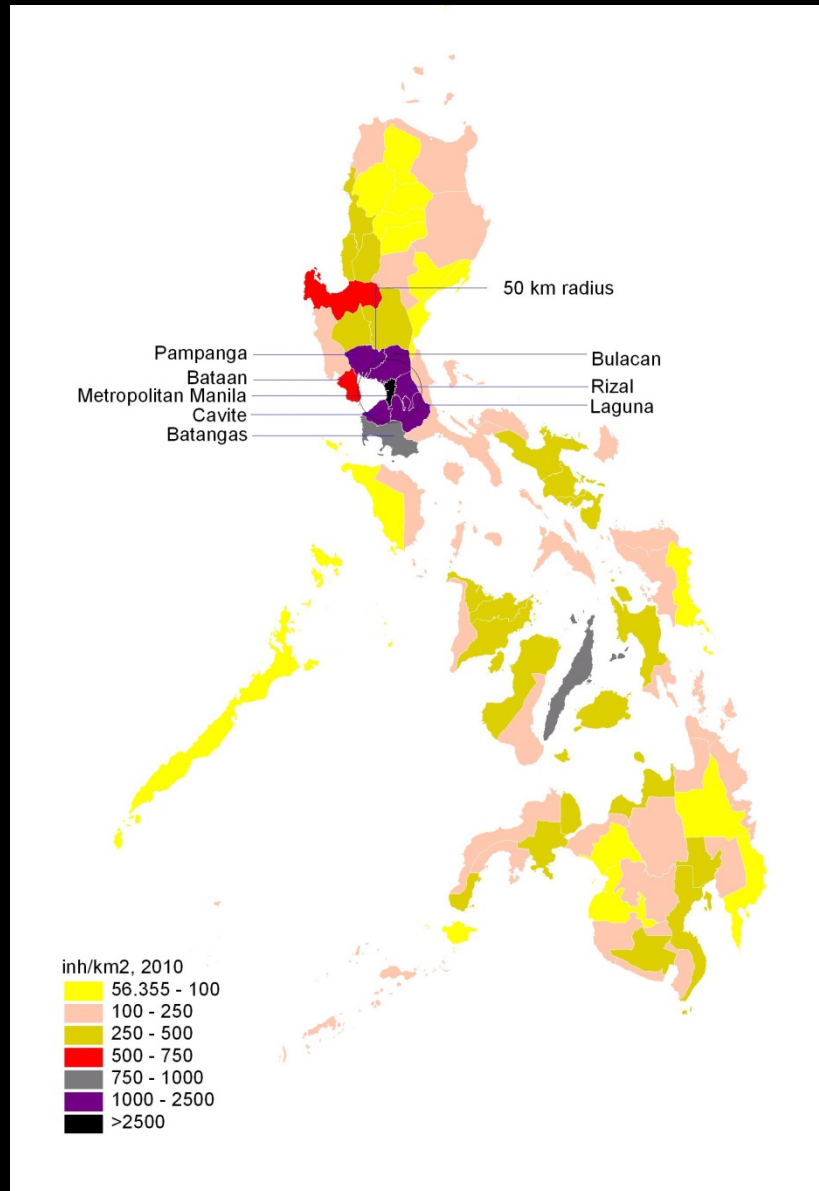 50 km radius
Pampanga
Bulacan
Bataan
Rizal
Metropolitan Manila
Laguna
Cavite
Batangas
inh/km2, 2010
56.355 - 100
100 - 250
250 - 500
500 - 750
750 - 1000
1000 - 2500
>2500